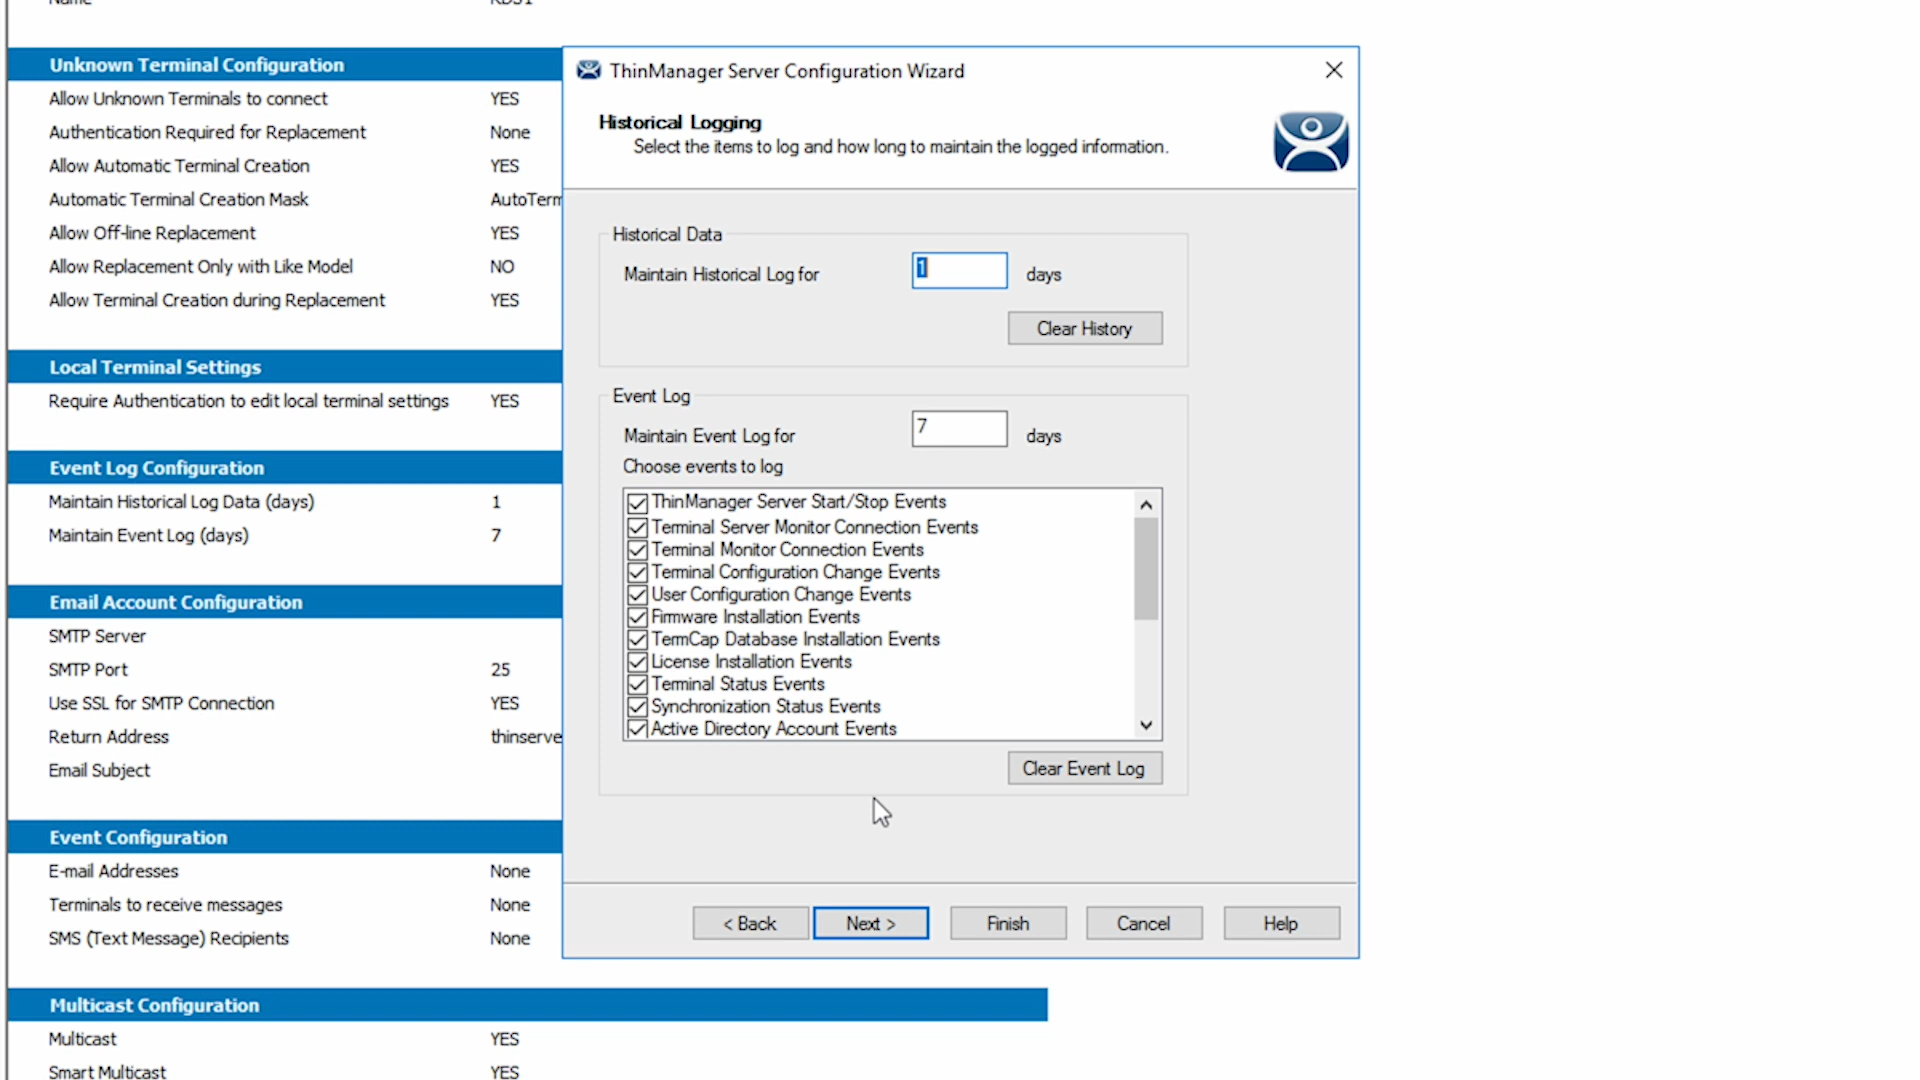 Unknown Terminal Configuration
Allow Unknown Terminals to connect YES
Authentication Required for Replacement None
Allow Automatic Terminal Creation YES
Automatic Terminal Creation Mask AutoTerm
Allow Off-line Replacement YES
Allow Replacement Only with Like Model NO
Allow Terminal Creation during Replacement YES
Local Terminal Settings
Require Authentication to edit local terminal settings YES
Event Log Configuration
Maintain Historical Log Data (days) 1
Maintain Event Log (days) 7
Email Account Configuration
SMTP Server
SMTP Port 25
Use SSL for SMTP Connection YES
Return Address thinserve
Email Subject
Event Configuration
E-mail Addresses None
Terminals to receive messages None
SMS (Text Message) Recipients None
Multicast Configuration
Multicast YES
Smart Multicast YES
ThinManager Server Configuration Wizard
Historical Logging
Select the items to log and how long to maintain the logged information.
Historical Data
Maintain Historical Log for 1 days
Clear History
Event Log
Maintain Event Log for 7 days
Choose events to log
ThinManager Server Start/Stop Events
Terminal Server Monitor Connection Events
Terminal Monitor Connection Events
Terminal Configuration Change Events
User Configuration Change Events
Firmware Installation Events
TermCap Database Installation Events
License Installation Events
Terminal Status Events
Synchronization Status Events
Active Directory Account Events
Clear Event Log
< Back Next > Finish Cancel Help